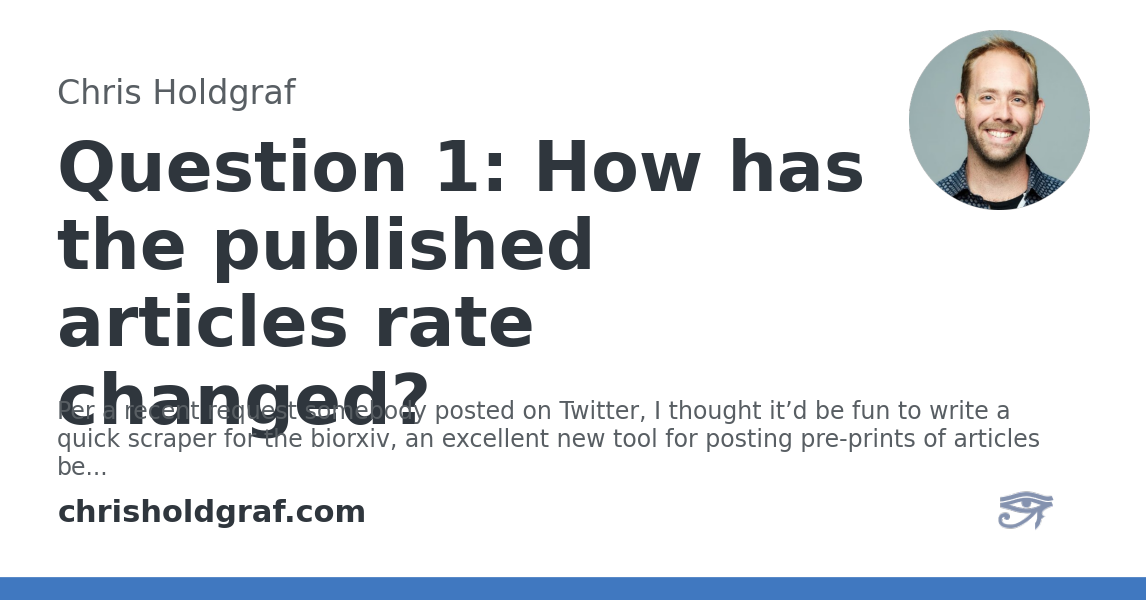 Chris Holdgraf
Question 1: How has
the published
articles rate
changed?
Per a recent request somebody posted on Twitter, I thought it’d be fun to write a
quick scraper for the biorxiv, an excellent new tool for posting pre-prints of articles
be...
chrisholdgraf.com